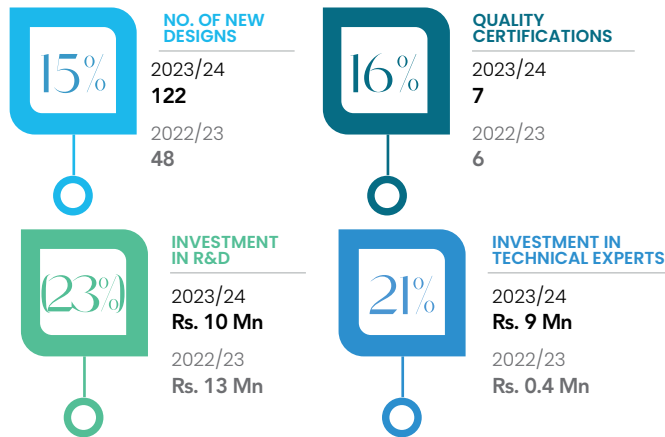 15%
NO. OF NEW
DESIGNS
2023/24
122
2022/23
48
16%
QUALITY
CERTIFICATIONS
2023/24
7
2022/23
6
(23%)
INVESTMENT
IN R&D
2023/24
Rs. 10 Mn
2022/23
Rs. 13 Mn
21%
INVESTMENT IN
TECHNICAL EXPERTS
2023/24
Rs. 9 Mn
2022/23
Rs. 0.4 Mn